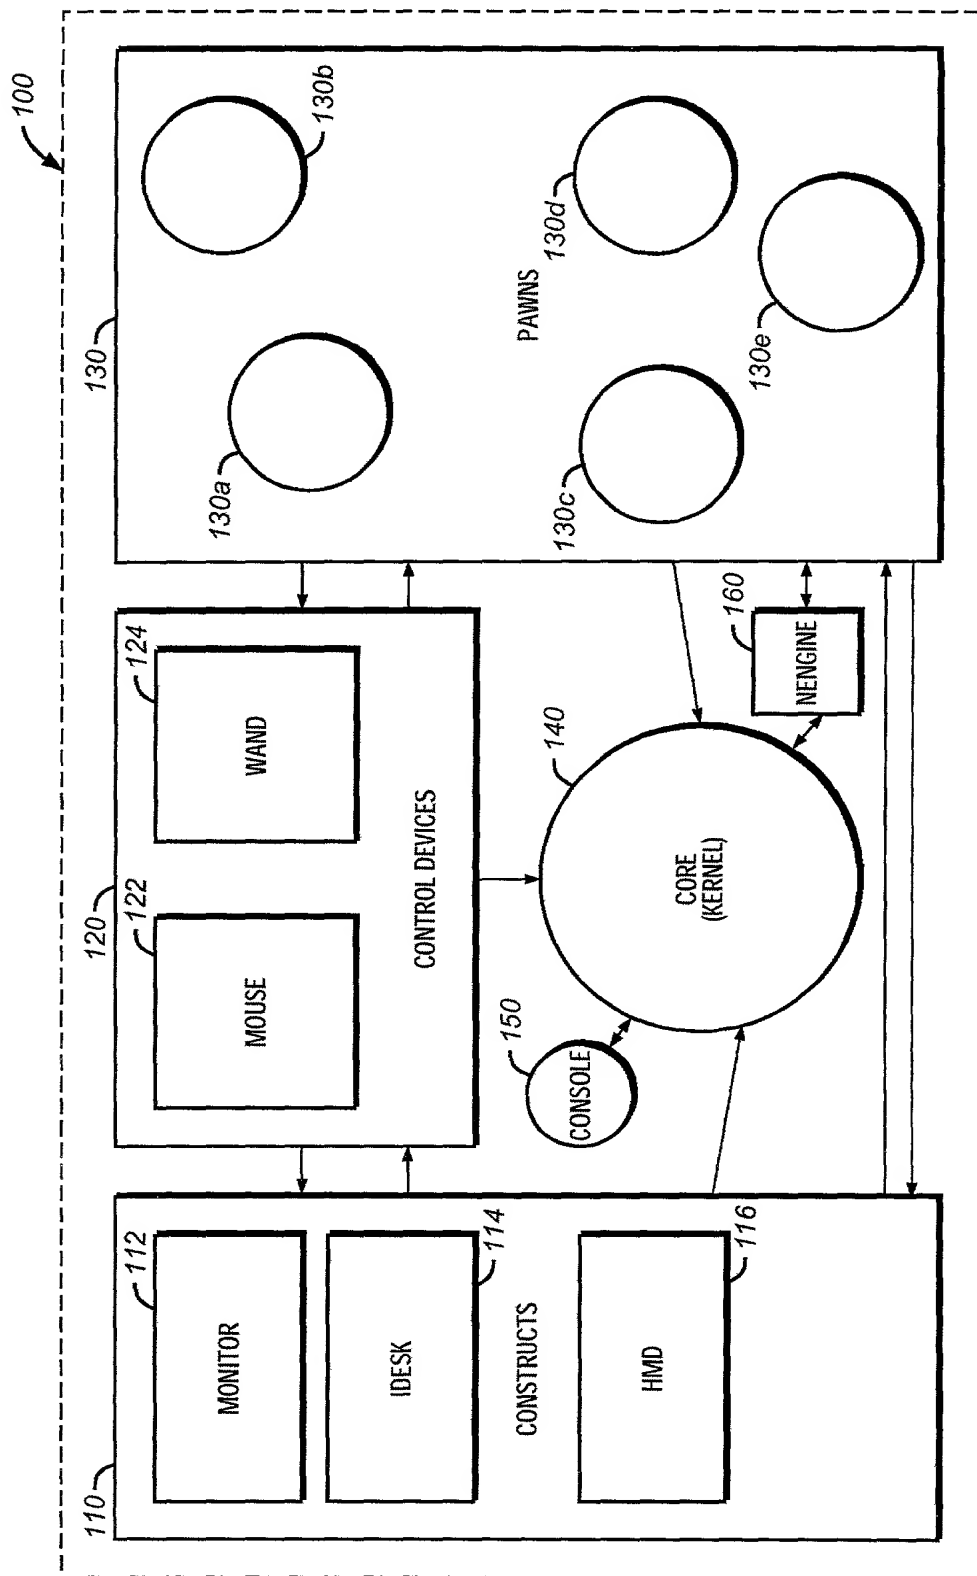 100
110
112
MONITOR
114
IDESK
CONSTRUCTS
116
HMD
120
122
MOUSE
124
WAND
CONTROL DEVICES
150
CONSOLE
140
CORE
(KERNEL)
160
NENGINE
130
130a
130b
PAWNS
130c
130d
130e